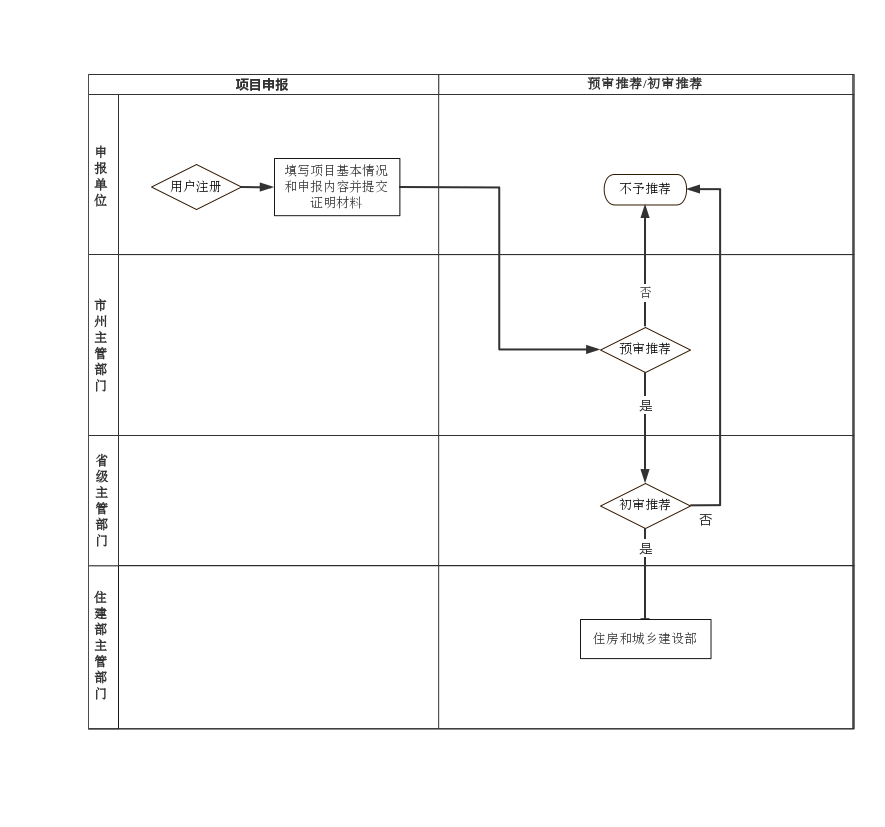 项目申报
预审推荐/初审推荐
申报单位
用户注册
填写项目基本情况
和申报内容并提交
证明材料
不予推荐
市州主管部门
否
预审推荐
是
省级主管部门
初审推荐
否
是
住建部主管部门
住房和城乡建设部